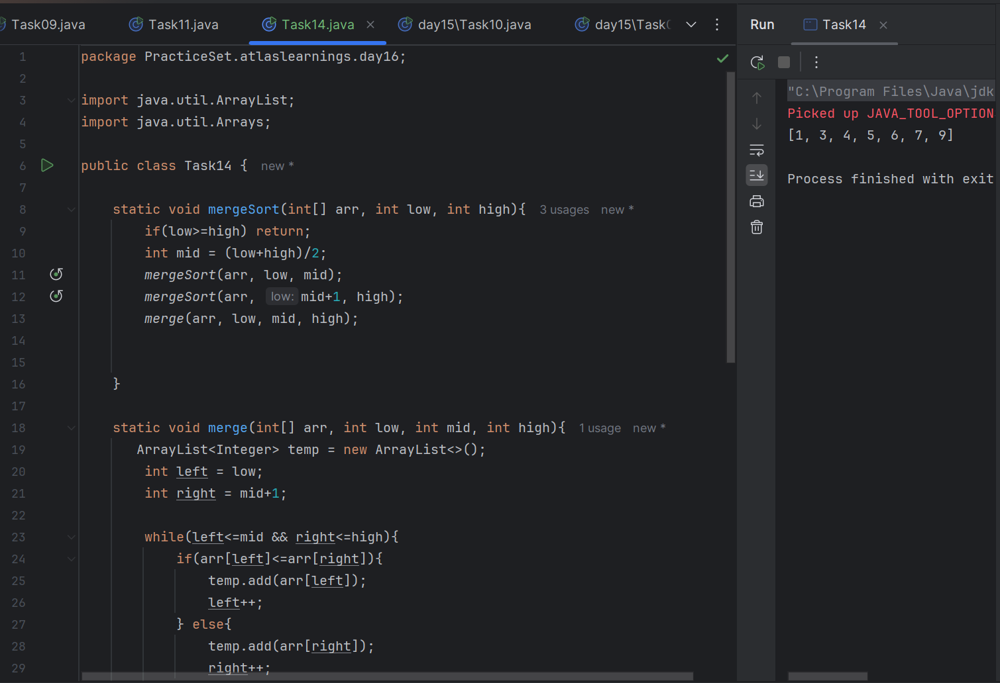 Task09.java Task11.java Task14.java day15\Task10.java day15\Task
Run Task14
1 package PracticeSet.atlaslearnings.day16;
2
3 import java.util.ArrayList;
4 import java.util.Arrays;
5
6 public class Task14 { new *
7
8 static void mergeSort(int[] arr, int low, int high){ 3 usages new *
9 if(low>=high) return;
10 int mid = (low+high)/2;
11 mergeSort(arr, low, mid);
12 mergeSort(arr, low: mid+1, high);
13 merge(arr, low, mid, high);
14
15
16 }
17
18 static void merge(int[] arr, int low, int mid, int high){ 1 usage new *
19 ArrayList<Integer> temp = new ArrayList<>();
20 int left = low;
21 int right = mid+1;
22
23 while(left<=mid && right<=high){
24 if(arr[left]<=arr[right]){
25 temp.add(arr[left]);
26 left++;
27 } else{
28 temp.add(arr[right]);
29 right++;
"C:\Program Files\Java\jdk
Picked up JAVA_TOOL_OPTION
[1, 3, 4, 5, 6, 7, 9]
Process finished with exit